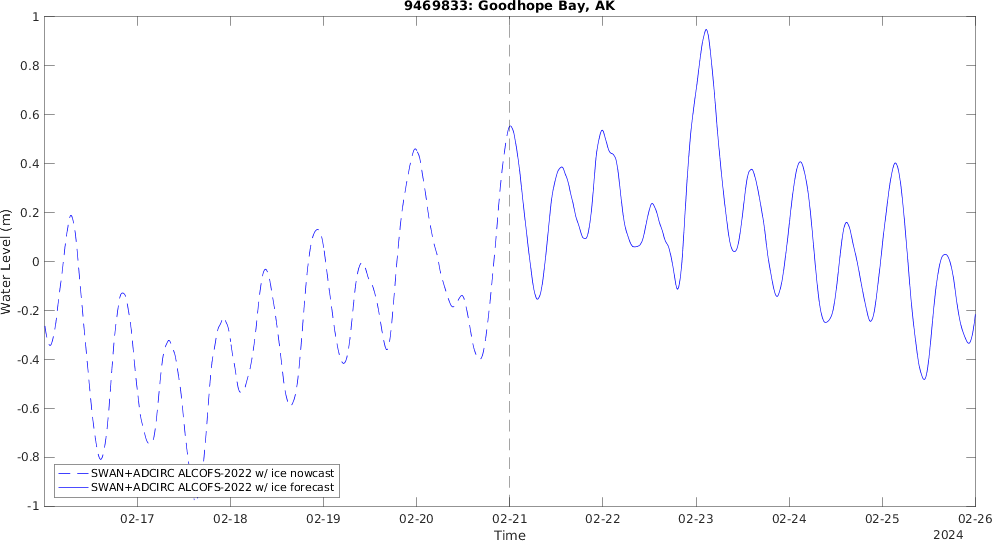 9469833: Goodhope Bay, AK
1
0.8
0.6
0.4
0.2
0
-0.2
-0.4
-0.6
-0.8
-1
Water Level (m)
SWAN+ADCIRC ALCOFS-2022 w/ ice nowcast
SWAN+ADCIRC ALCOFS-2022 w/ ice forecast
02-17 02-18 02-19 02-20 02-21 02-22 02-23 02-24 02-25 02-26
Time
2024